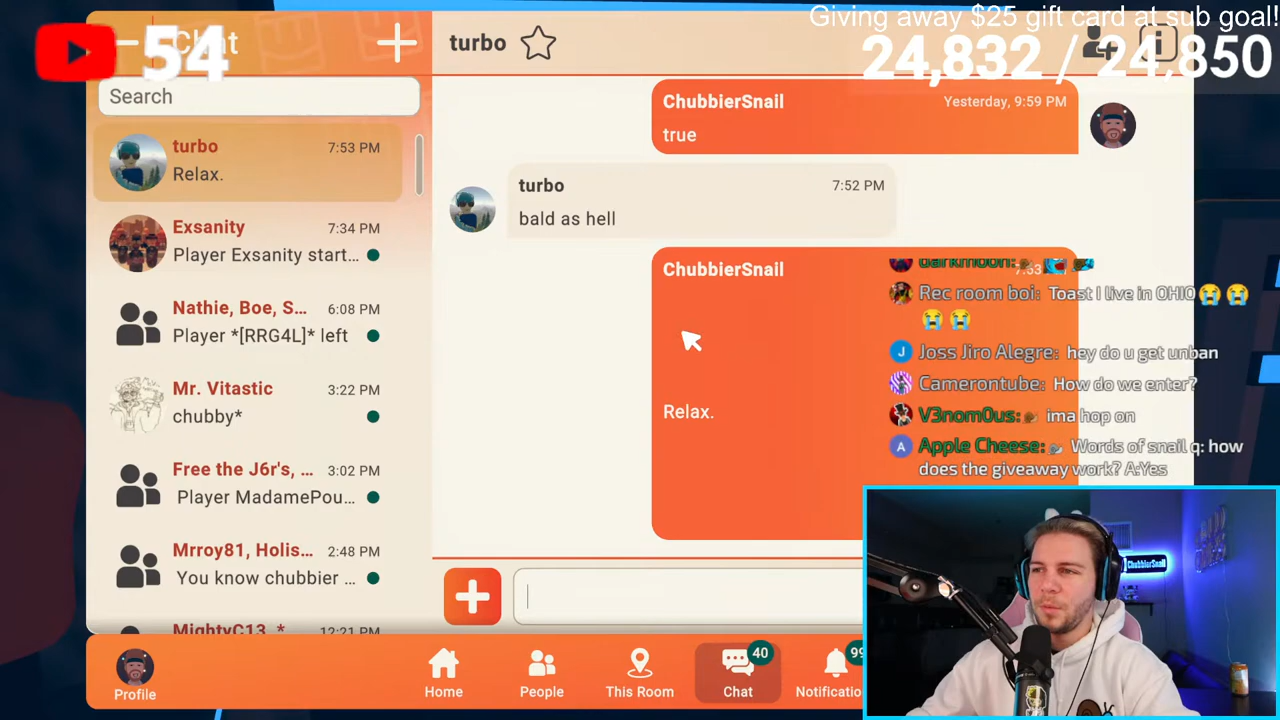 Giving away $25 gift card at sub goal!
24,832 / 24,850
54
Chat
Search
turbo
7:53 PM
Relax.
Exsanity
7:34 PM
Player Exsanity start...
Nathie, Boe, S...
6:08 PM
Player *[RRG4L]* left
Mr. Vitastic
3:22 PM
chubby*
Free the J6r's, ...
3:02 PM
Player MadamePou...
Mrroy81, Holis...
2:48 PM
You know chubbier ...
MightyC13, *
12:21 PM
turbo
ChubbierSnail
Yesterday, 9:59 PM
true
turbo
7:52 PM
bald as hell
ChubbierSnail
Relax.
darkmoon:
Rec room boi: Toast I live in OHIO😭😭
😭😭
Joss Jiro Alegre: hey do u get unban
Camerontube: How do we enter?
V3nom0us: ima hop on
Apple Cheese: Words of snail q: how
does the giveaway work? A:Yes
ChubbierSnail
Profile
Home
People
This Room
Chat
40
Notificatio
99